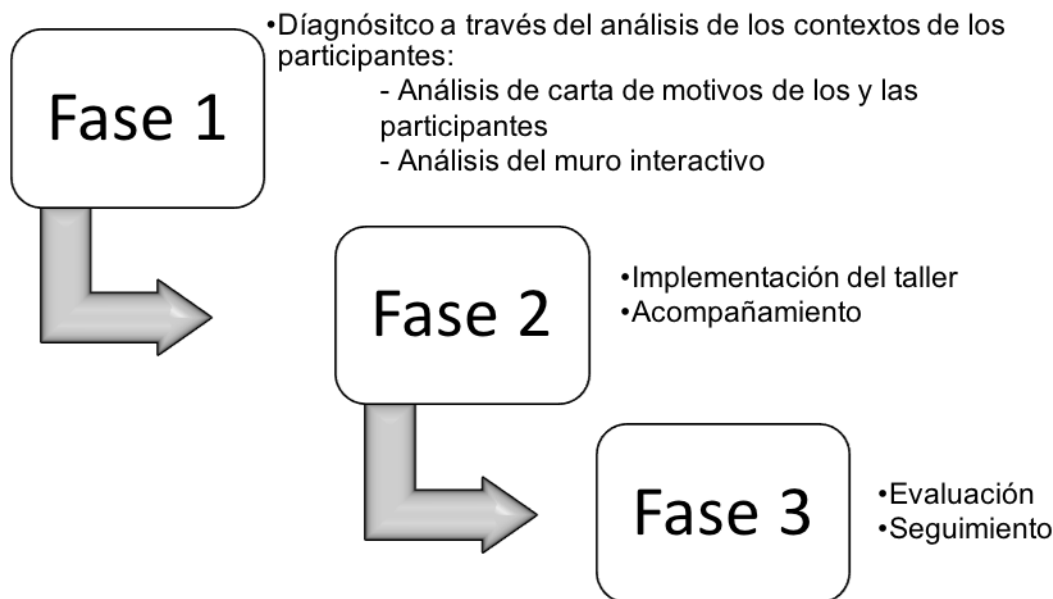 Fase 1
•Díagnósitco a través del análisis de los contextos de los
participantes:
- Análisis de carta de motivos de los y las
participantes
- Análisis del muro interactivo
Fase 2
•Implementación del taller
•Acompañamiento
Fase 3
•Evaluación
•Seguimiento